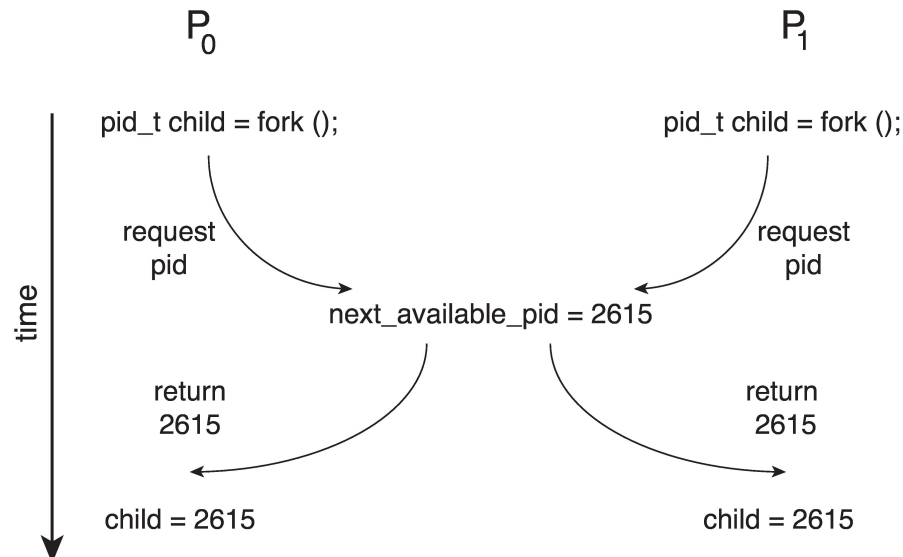 P0 P1
pid_t child = fork (); pid_t child = fork ();
request request
pid pid
next_available_pid = 2615
time
return return
2615 2615
child = 2615 child = 2615